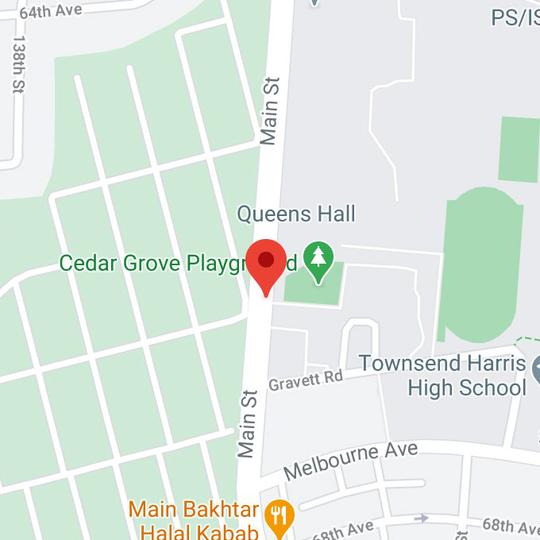 64th Ave
138th St
PS/IS
Main St
Queens Hall
Cedar Grove Playgr d
Townsend Harris
High School
Gravett Rd
Main St
Melbourne Ave
Main Bakhtar
Halal Kabab
68th Ave
68th Ave